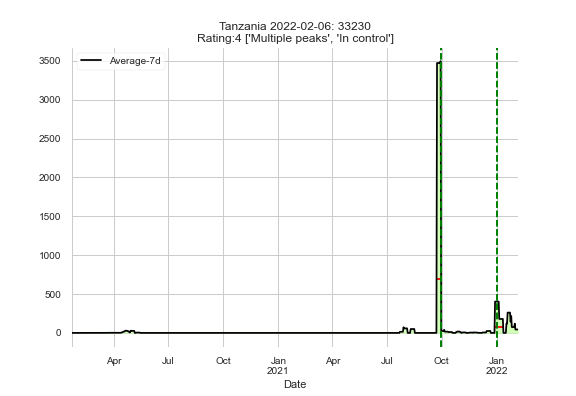 Tanzania 2022-02-06: 33230
Rating:4 ['Multiple peaks', 'In control']
Average-7d
3500
3000
2500
2000
1500
1000
500
0
Apr Jul Oct Jan Apr Jul Oct Jan
2021 2022
Date